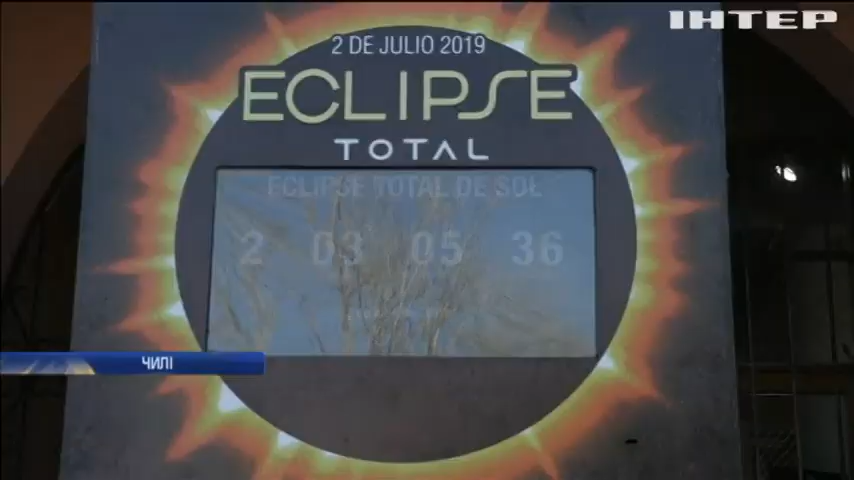 ІНТЕР
2 DE JULIO 2019
ECLIPSE
TOTAL
ECLIPSE TOTAL DE SOL
2 03 05 36
ЧИЛІ